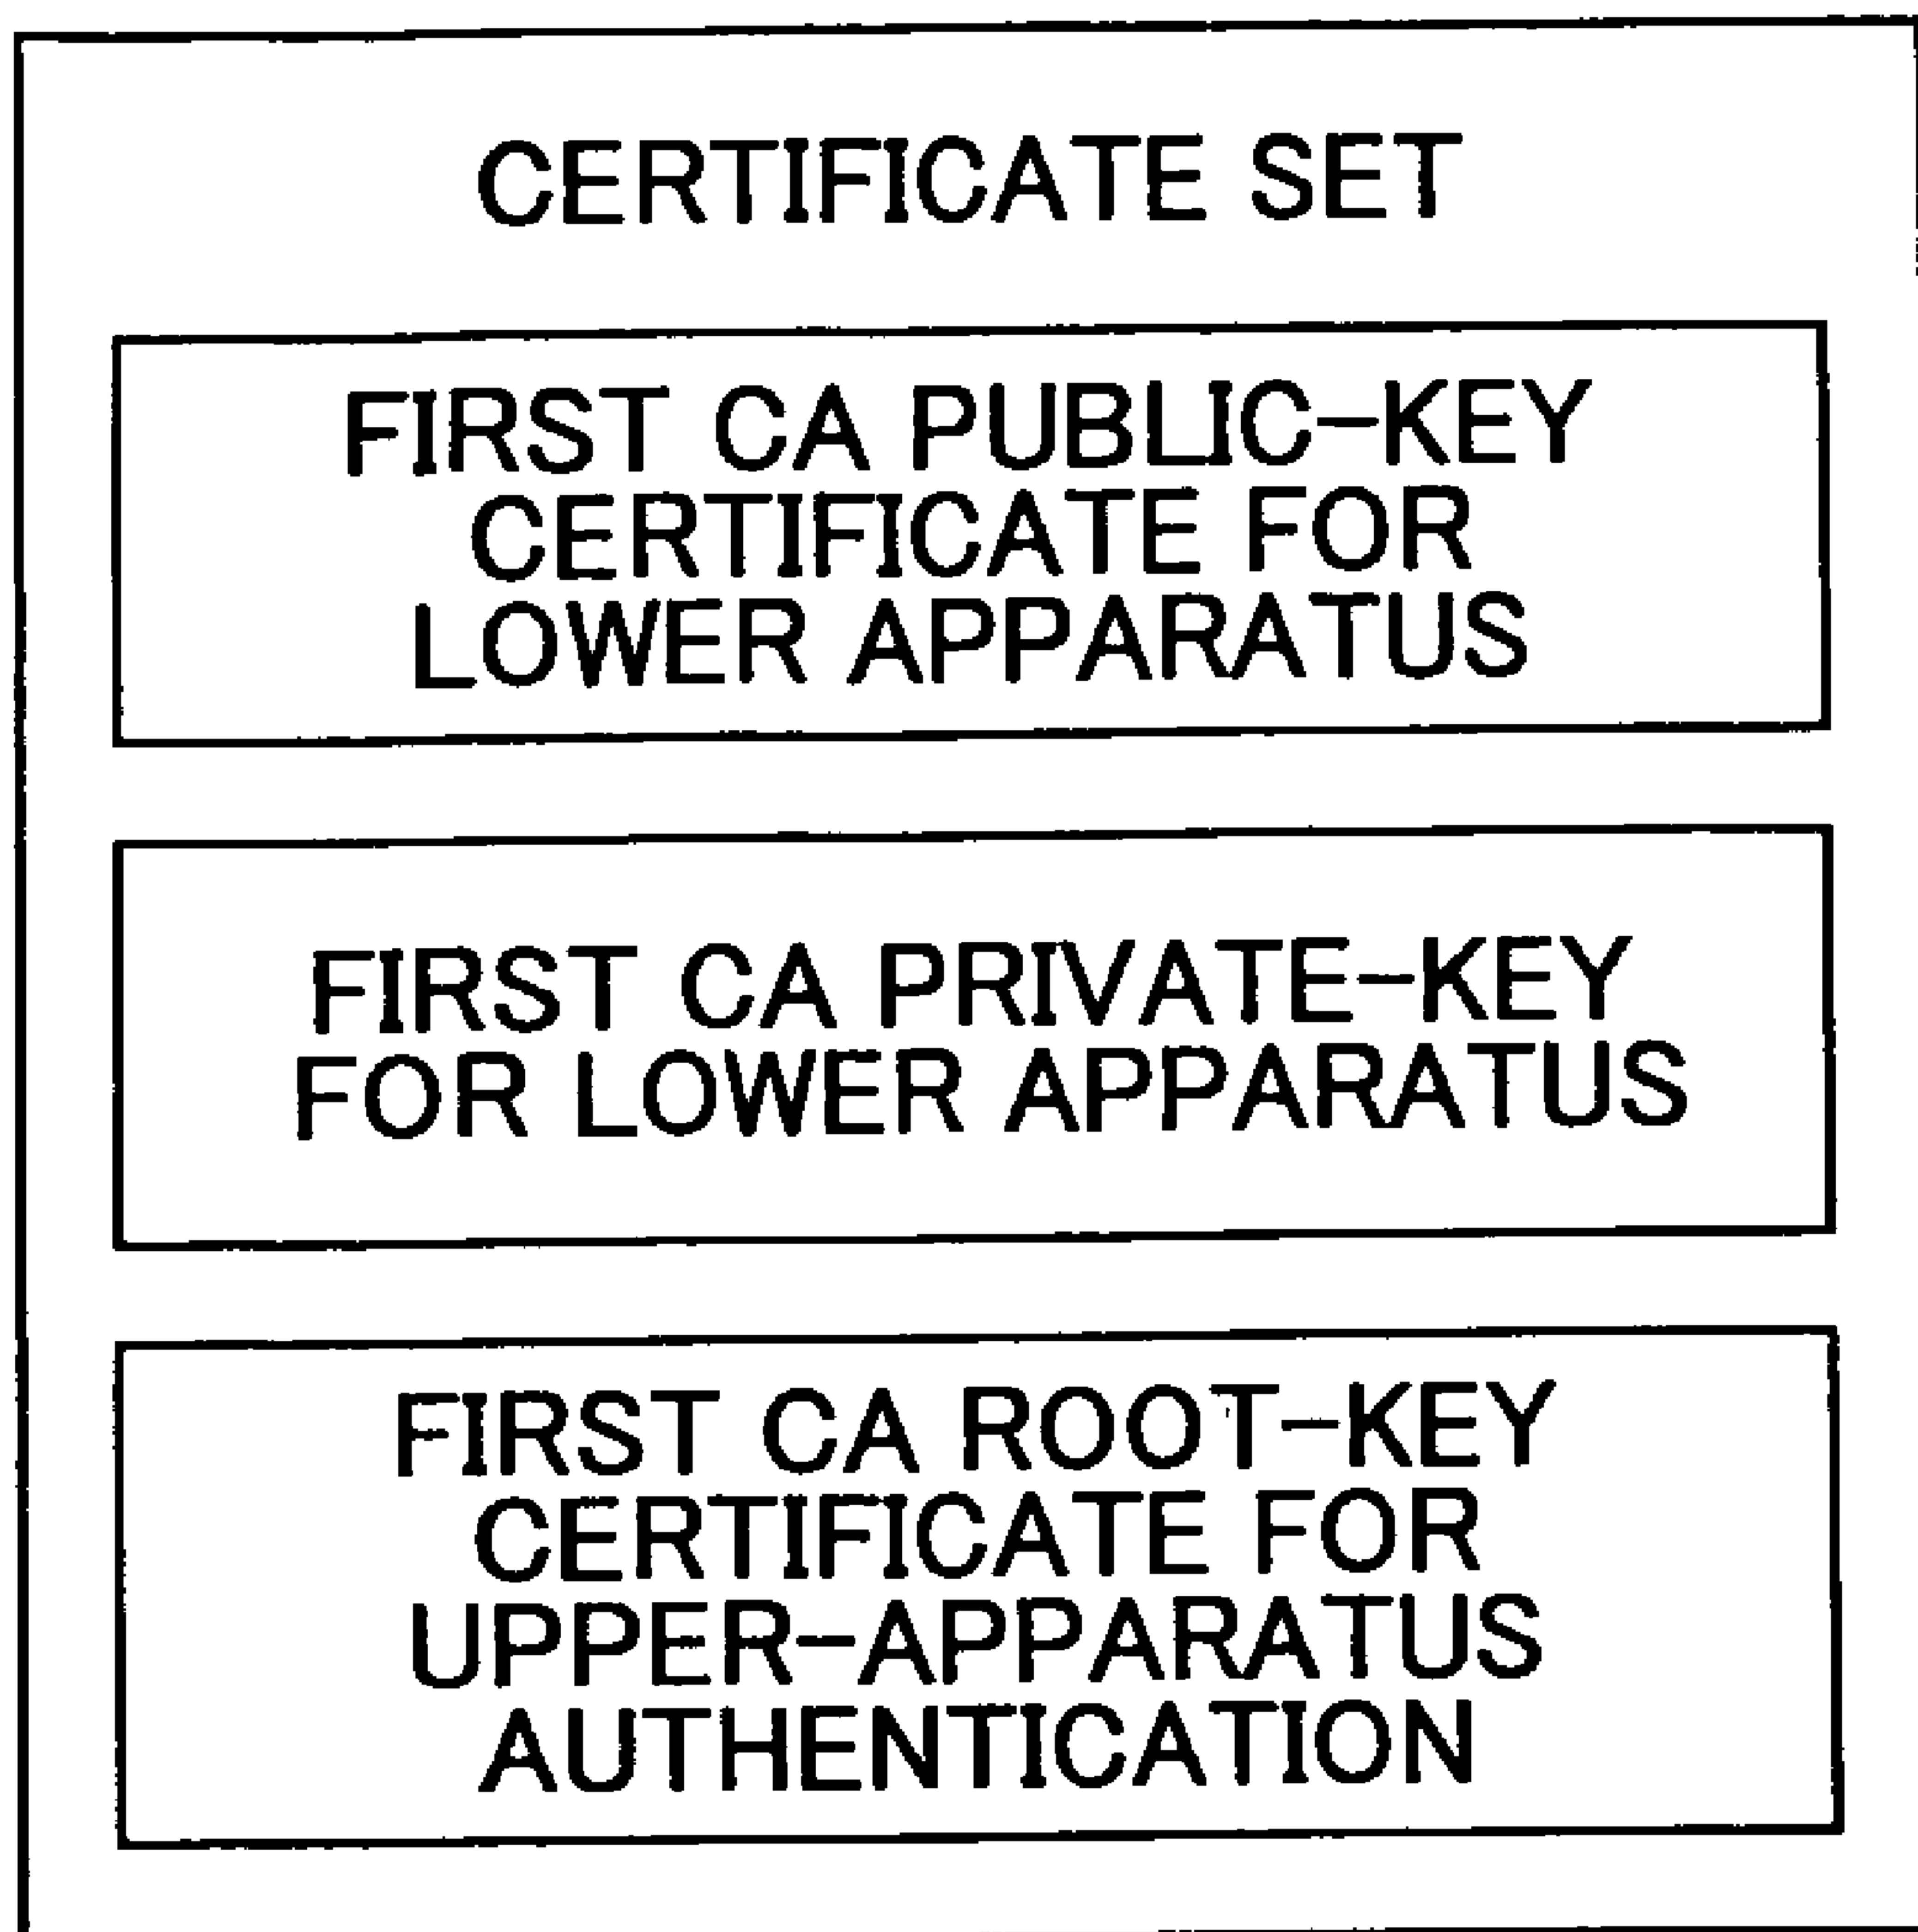 CERTIFICATE SET
FIRST CA PUBLIC-KEY
CERTIFICATE FOR
LOWER APPARATUS
FIRST CA PRIVATE-KEY
FOR LOWER APPARATUS
FIRST CA ROOT-KEY
CERTIFICATE FOR
UPPER-APPARATUS
AUTHENTICATION